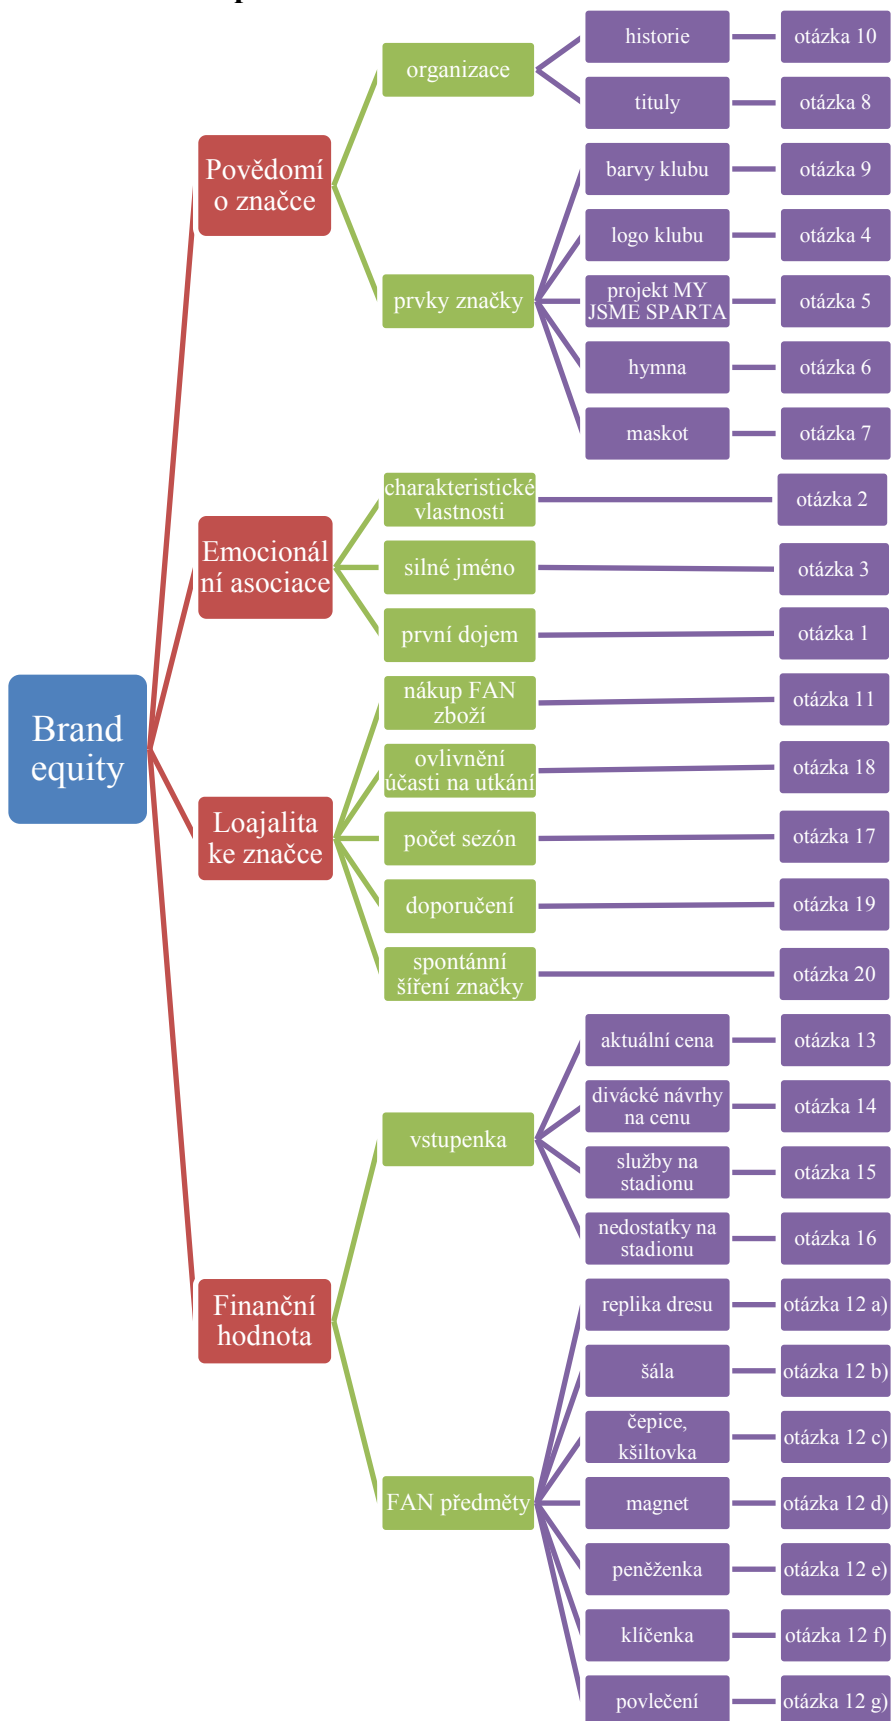 organizace
historie
otázka 10
tituly
otázka 8
Povědomí
o značce
barvy klubu
otázka 9
logo klubu
otázka 4
prvky značky
projekt MY
JSME SPARTA
otázka 5
hymna
otázka 6
maskot
otázka 7
charakteristické
vlastnosti
otázka 2
Emocionál
ní asociace
silné jméno
otázka 3
první dojem
otázka 1
Brand
equity
nákup FAN
zboží
otázka 11
ovlivnění
účasti na utkání
otázka 18
Loajalita
ke značce
počet sezón
otázka 17
doporučení
otázka 19
spontánní
šíření značky
otázka 20
aktuální cena
otázka 13
divácké návrhy
na cenu
otázka 14
vstupenka
služby na
stadionu
otázka 15
nedostatky na
stadionu
otázka 16
Finanční
hodnota
replika dresu
otázka 12 a)
šála
otázka 12 b)
čepice,
kšiltovka
otázka 12 c)
FAN předměty
magnet
otázka 12 d)
peněženka
otázka 12 e)
klíčenka
otázka 12 f)
povlečení
otázka 12 g)